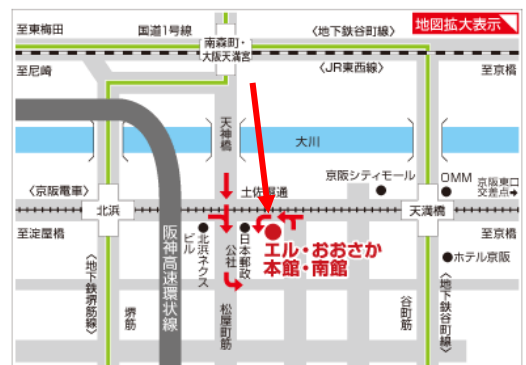 至東梅田
国道1号線
〈地下鉄谷町線〉
地図拡大表示
南森町・
大阪天満宮
至尼崎
〈JR東西線〉
至京橋
天神橋
大川
京阪シティモール
OMM
京阪東口
交差点
〈京阪電車〉
土佐堀通
北浜
天満橋
至淀屋橋
北浜ネクス
ビル
公社
日本郵政
エル・おおさか
本館・南館
至京橋
ホテル京阪
阪神高速環状線
〈地下鉄堺筋線〉
堺筋
松屋町筋
谷町筋
〈地下鉄谷町線〉